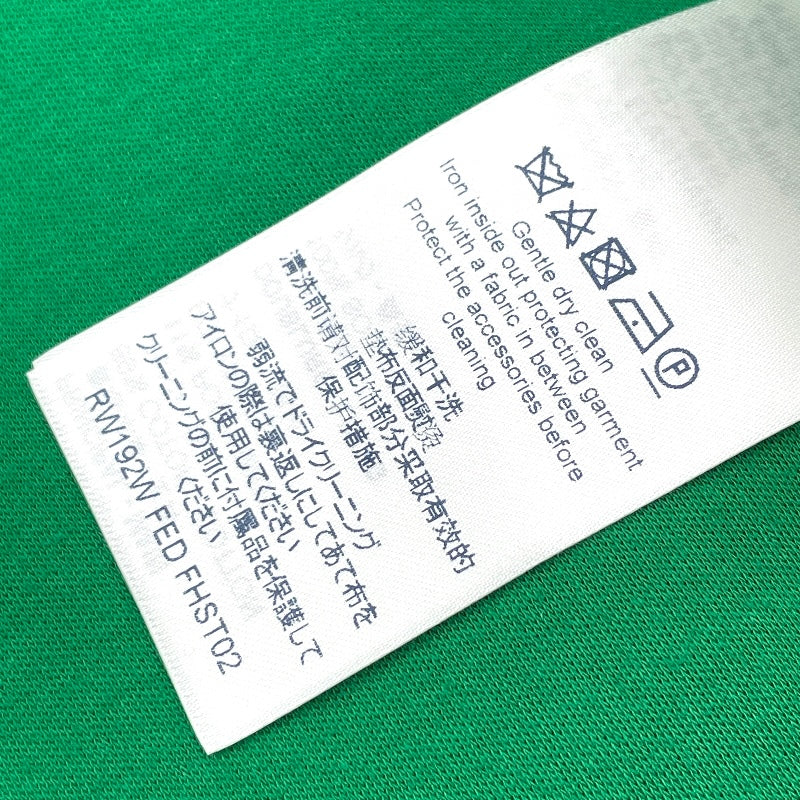 P
Gentle dry clean
Iron inside out protecting garment
with a fabric in between
Protect the accessories before
cleaning
缓和干洗
垫布反面熨烫
清洗前请对配饰部分采取有效的
保护措施
弱流でドライクリーニング
アイロンの際は裏返しにしてあて布を
使用してください
クリーニングの前に付属品を保護して
ください
RW192W FED FHST02